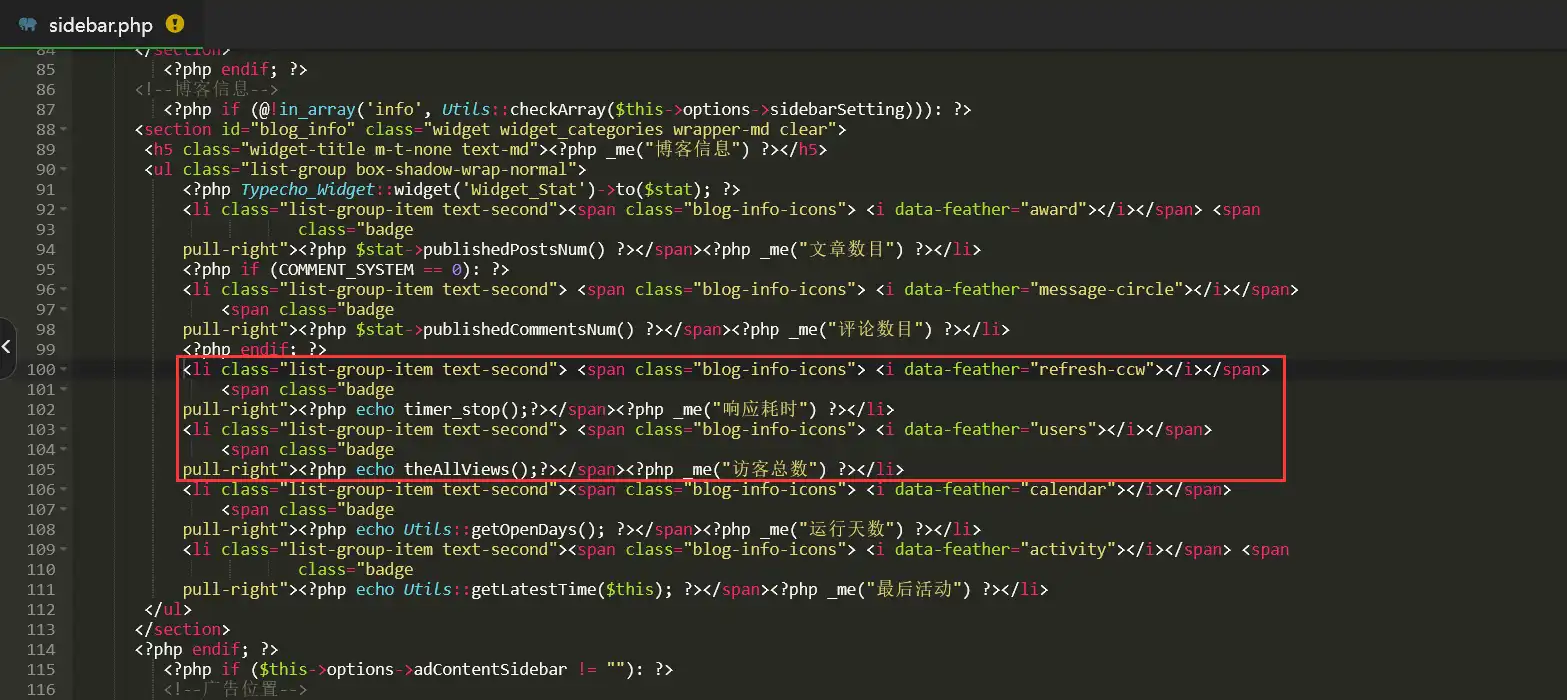 sidebar.php
84 </section>
85 <?php endif; ?>
86 <!--博客信息-->
87 <?php if (@!in_array('info', Utils::checkArray($this->options->sidebarSetting))): ?>
88 <section id="blog_info" class="widget widget_categories wrapper-md clear">
89 <h5 class="widget-title m-t-none text-md"><?php _me("博客信息") ?></h5>
90 <ul class="list-group box-shadow-wrap-normal">
91 <?php Typecho_Widget::widget('Widget_Stat')->to($stat); ?>
92 <li class="list-group-item text-second"><span class="blog-info-icons"> <i data-feather="award"></i></span> <span
93 class="badge
94 pull-right"><?php $stat->publishedPostsNum() ?></span><?php _me("文章数目") ?></li>
95 <?php if (COMMENT_SYSTEM == 0): ?>
96 <li class="list-group-item text-second"> <span class="blog-info-icons"> <i data-feather="message-circle"></i></span>
97 <span class="badge
98 pull-right"><?php $stat->publishedCommentsNum() ?></span><?php _me("评论数目") ?></li>
99 <?php endif; ?>
100 <li class="list-group-item text-second"> <span class="blog-info-icons"> <i data-feather="refresh-ccw"></i></span>
101 <span class="badge
102 pull-right"><?php echo timer_stop();?></span><?php _me("响应耗时") ?></li>
103 <li class="list-group-item text-second"> <span class="blog-info-icons"> <i data-feather="users"></i></span>
104 <span class="badge
105 pull-right"><?php echo theAllViews();?></span><?php _me("访客总数") ?></li>
106 <li class="list-group-item text-second"><span class="blog-info-icons"> <i data-feather="calendar"></i></span>
107 <span class="badge
108 pull-right"><?php echo Utils::getOpenDays(); ?></span><?php _me("运行天数") ?></li>
109 <li class="list-group-item text-second"><span class="blog-info-icons"> <i data-feather="activity"></i></span> <span
110 class="badge
111 pull-right"><?php echo Utils::getLatestTime($this); ?></span><?php _me("最后活动") ?></li>
112 </ul>
113 </section>
114 <?php endif; ?>
115 <?php if ($this->options->adContentSidebar != ""): ?>
116 <!--广告位置-->